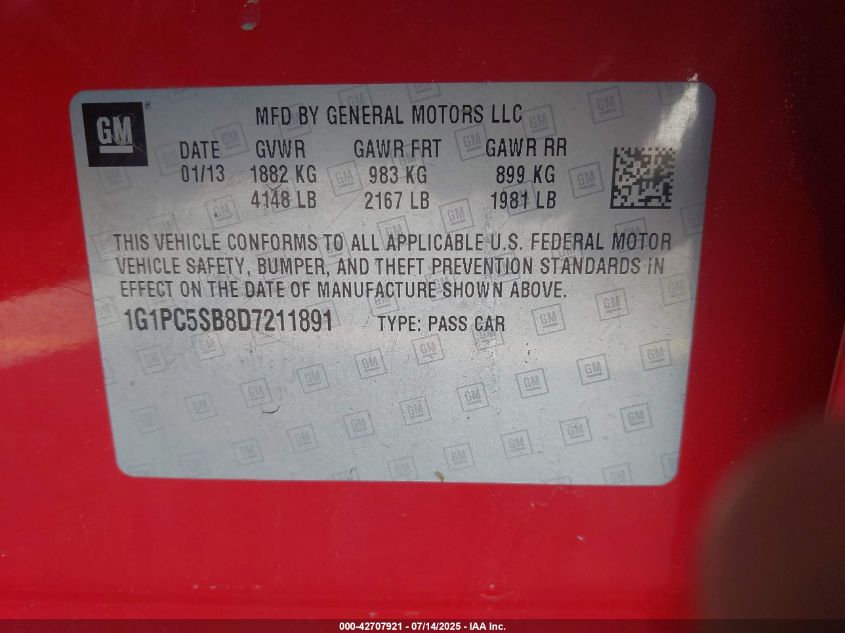 GM
MFD BY GENERAL MOTORS LLC
DATE GVWR GAWR FRT GAWR RR
01/13 1882 KG 983 KG 899 KG
4148 LB 2167 LB 1981 LB
THIS VEHICLE CONFORMS TO ALL APPLICABLE U.S. FEDERAL MOTOR
VEHICLE SAFETY, BUMPER, AND THEFT PREVENTION STANDARDS IN
EFFECT ON THE DATE OF MANUFACTURE SHOWN ABOVE.
1G1PC5SB8D7211891 TYPE: PASS CAR
000-42707921 - 07/14/2025 - IAA Inc.